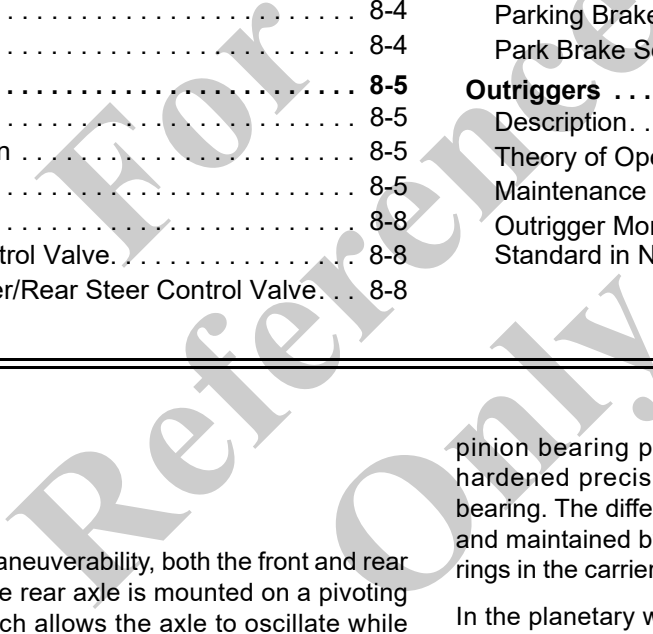 . . . . . . . . . . . . . . . . . . . . . . . . 8-4
. . . . . . . . . . . . . . . . . . . . . . . . 8-4
. . . . . . . . . . . . . . . . . . . . . . . . 8-5
. . . . . . . . . . . . . . . . . . . . . . . . 8-5
n . . . . . . . . . . . . . . . . . . . . . . . 8-5
. . . . . . . . . . . . . . . . . . . . . . . . 8-5
. . . . . . . . . . . . . . . . . . . . . . . . 8-8
trol Valve. . . . . . . . . . . . . . . . . 8-8
er/Rear Steer Control Valve. . . 8-8
Parking Brake
Park Brake S
Outriggers . . .
Description. .
Theory of Ope
Maintenance
Outrigger Mo
Standard in N
aneuverability, both the front and rear
e rear axle is mounted on a pivoting
ch allows the axle to oscillate while
pinion bearing p
hardened precis
bearing. The diffe
and maintained b
rings in the carrier
In the planetary w
For
Reference
Only